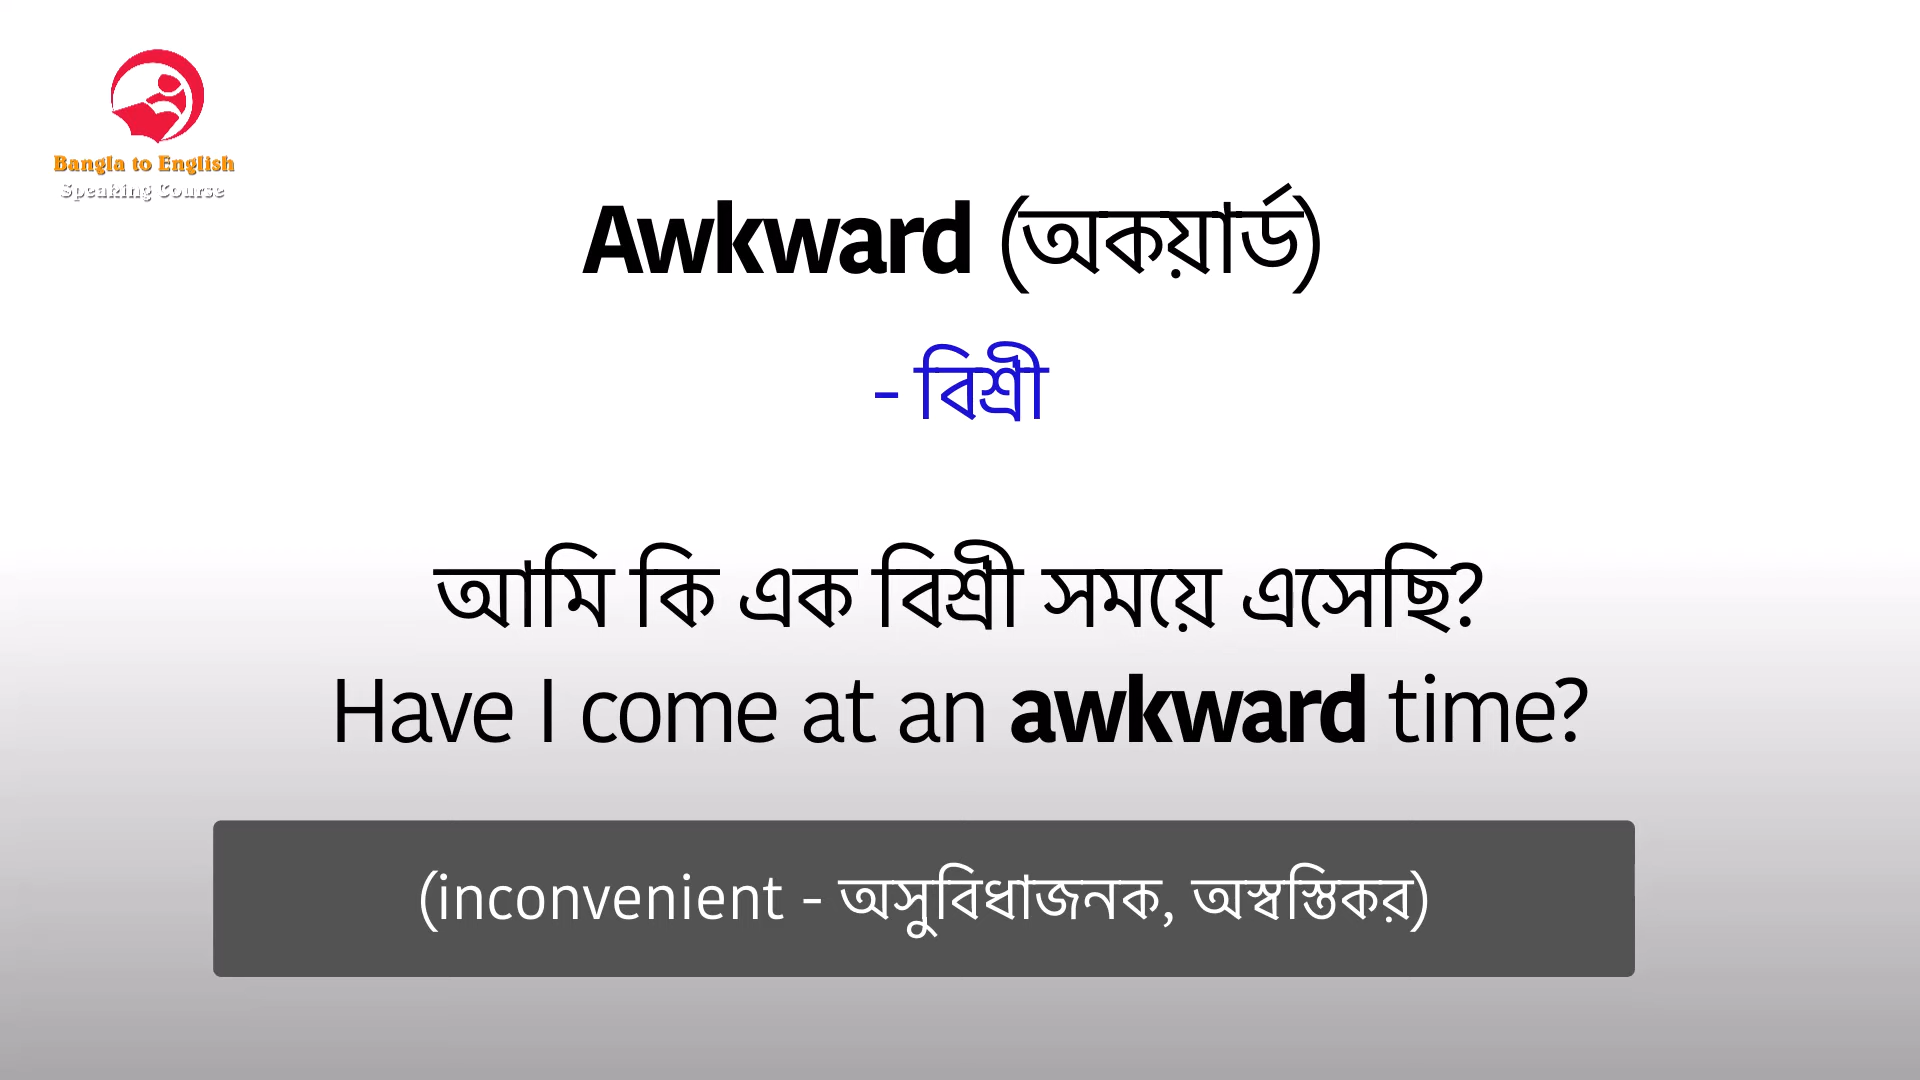 Bangla to English
Speaking Course
Awkward (অকয়ার্ড)
- বিশ্রী
আমি কি এক বিশ্রী সময়ে এসেছি?
Have I come at an awkward time?
(inconvenient - অসুবিধাজনক, অস্বস্তিকর)